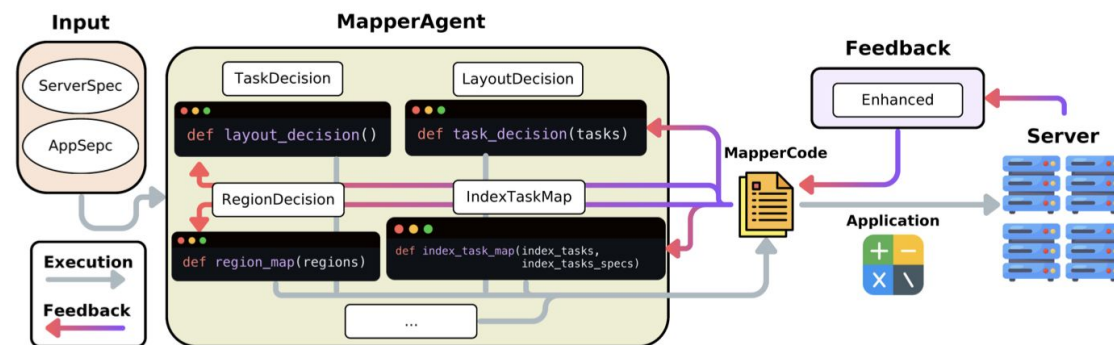 Input
ServerSpec
AppSepc
Execution
Feedback
MapperAgent
TaskDecision
def layout_decision()
LayoutDecision
def task_decision(tasks)
RegionDecision
def region_map(regions)
IndexTaskMap
def index_task_map(index_tasks,
index_tasks_specs)
...
MapperCode
Feedback
Enhanced
Application
Server